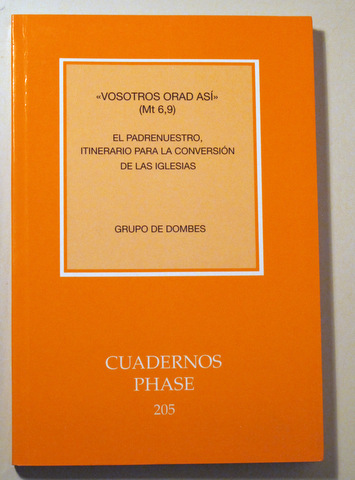 «VOSOTROS ORAD ASÍ»
(Mt 6,9)
EL PADRENUESTRO,
ITINERARIO PARA LA CONVERSIÓN
DE LAS IGLESIAS
GRUPO DE DOMBES
CUADERNOS
PHASE
205